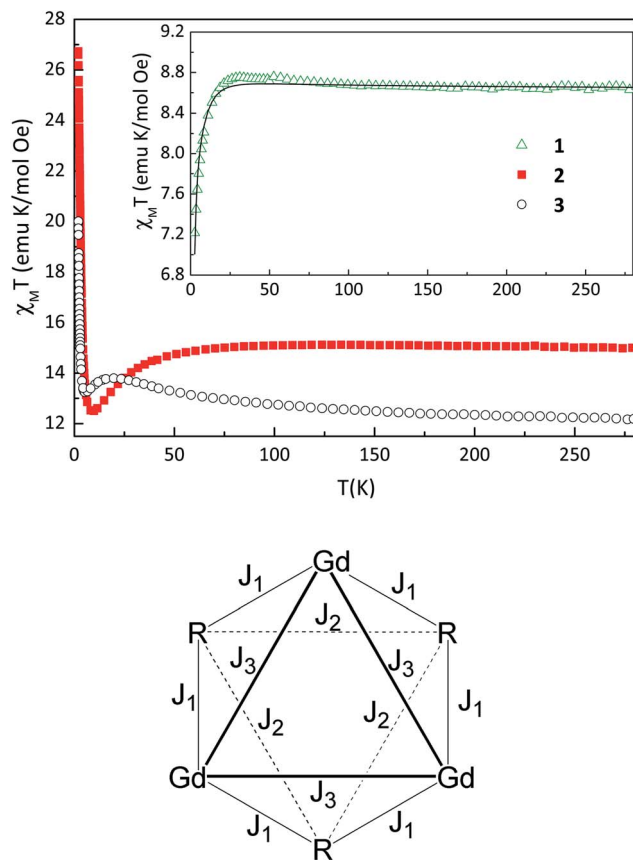 28
26
24
22
20
18
16
14
12
χ_M T (emu K/mol Oe)
0 50 100 150 200 250
T(K)
9.2
8.8
8.4
8.0
7.6
7.2
6.8
χ_M T (emu K/mol Oe)
0 50 100 150 200 250
1
2
3
Gd
J₁ J₁
R J₂ R
J₃ J₃
J₁ J₂ J₂ J₁
Gd J₃ Gd
J₁ J₁
R